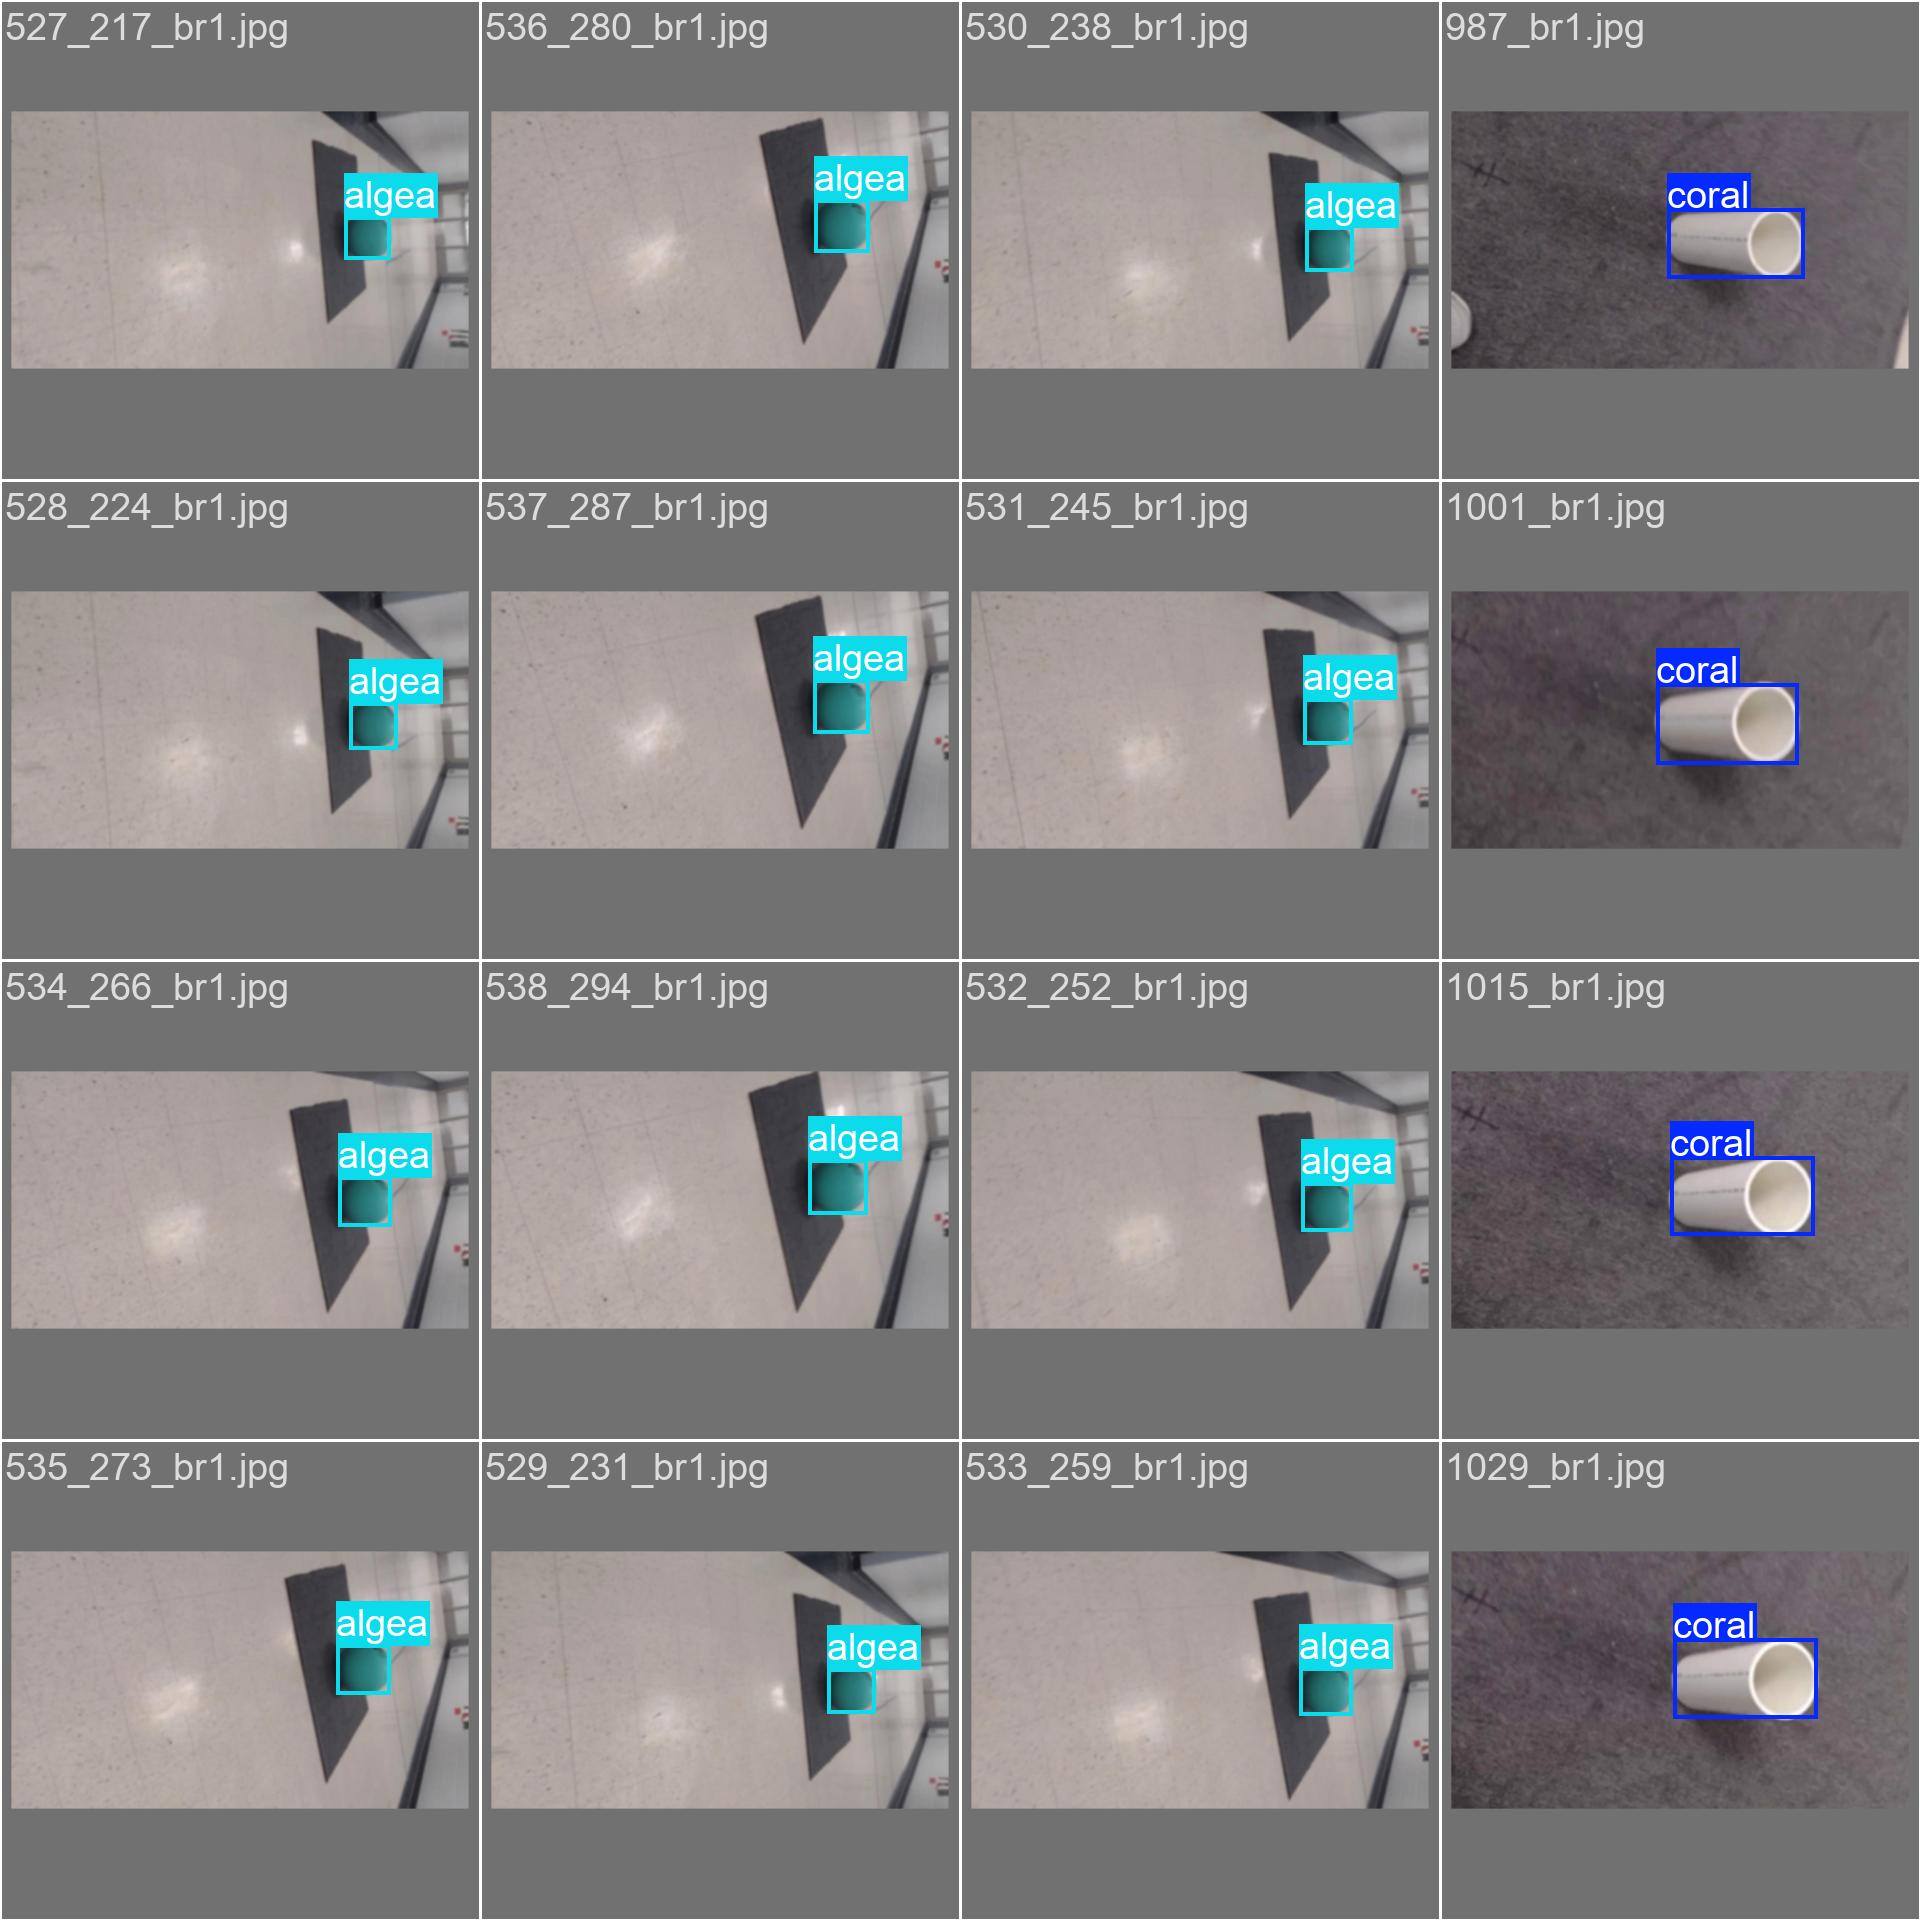 527_217_br1.jpg
536_280_br1.jpg
530_238_br1.jpg
987_br1.jpg
algea
algea
algea
coral
528_224_br1.jpg
537_287_br1.jpg
531_245_br1.jpg
1001_br1.jpg
algea
algea
algea
coral
534_266_br1.jpg
538_294_br1.jpg
532_252_br1.jpg
1015_br1.jpg
algea
algea
algea
coral
535_273_br1.jpg
529_231_br1.jpg
533_259_br1.jpg
1029_br1.jpg
algea
algea
algea
coral